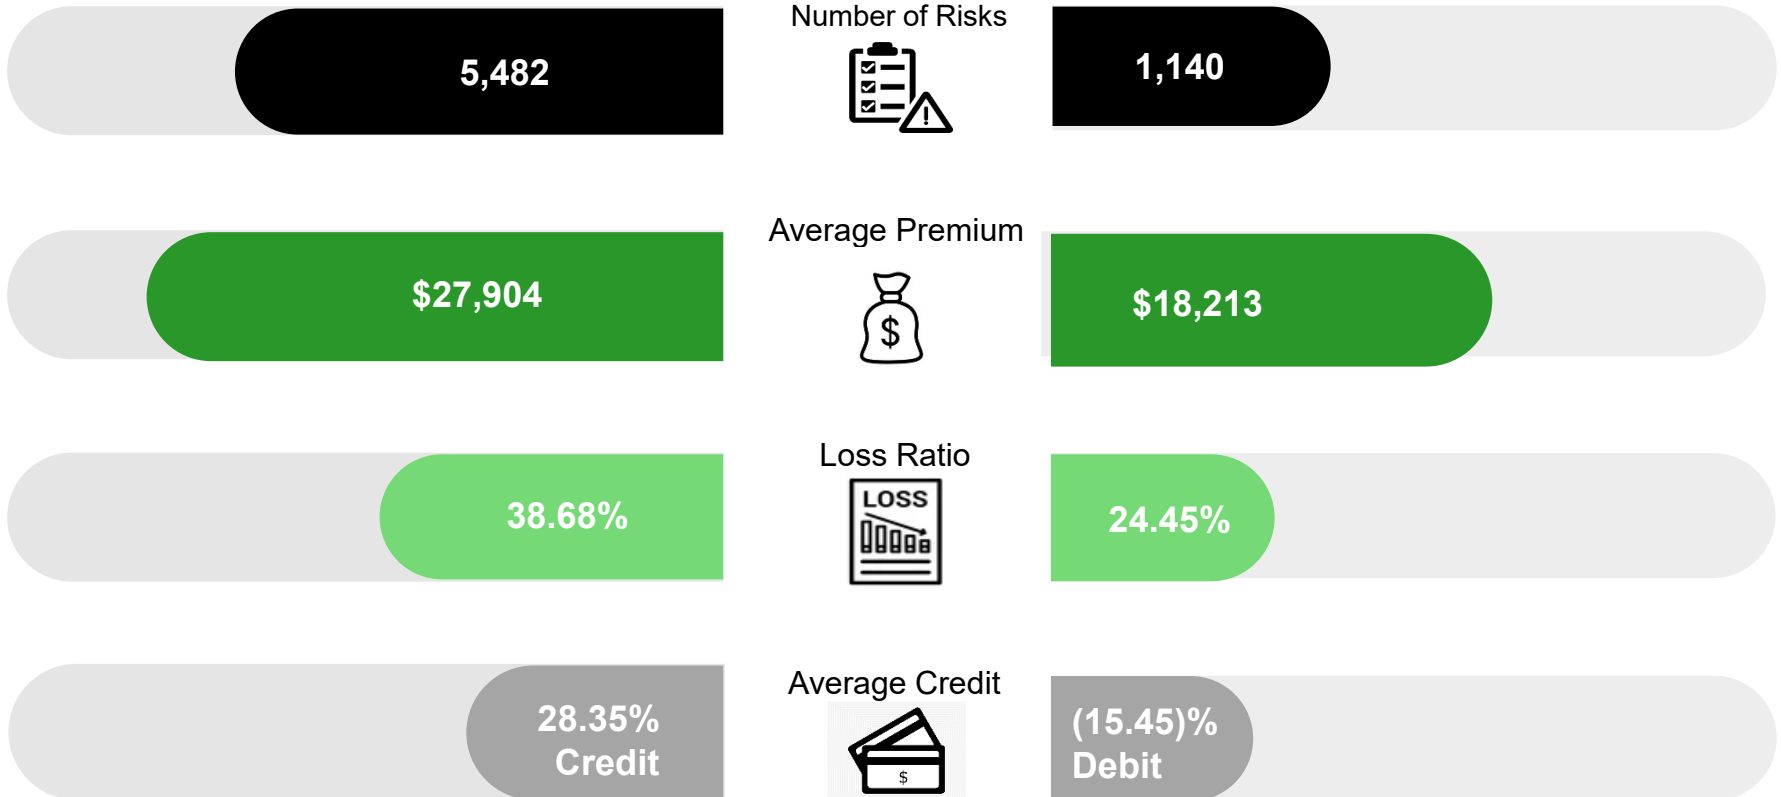 Number of Risks
5,482
1,140
Average Premium
$27,904
$
$18,213
Loss Ratio
38.68%
LOSS
24.45%
Average Credit
28.35%
Credit
$
(15.45)%
Debit